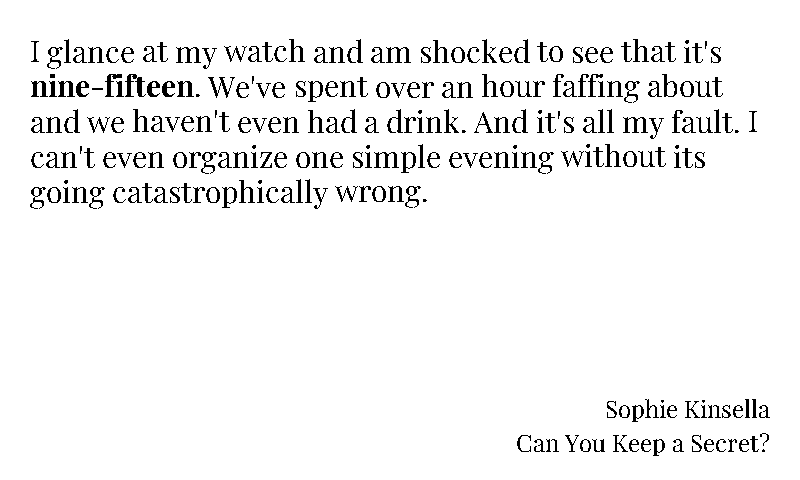 I glance at my watch and am shocked to see that it's
nine-fifteen. We've spent over an hour faffing about
and we haven't even had a drink. And it's all my fault. I
can't even organize one simple evening without its
going catastrophically wrong.
Sophie Kinsella
Can You Keep a Secret?